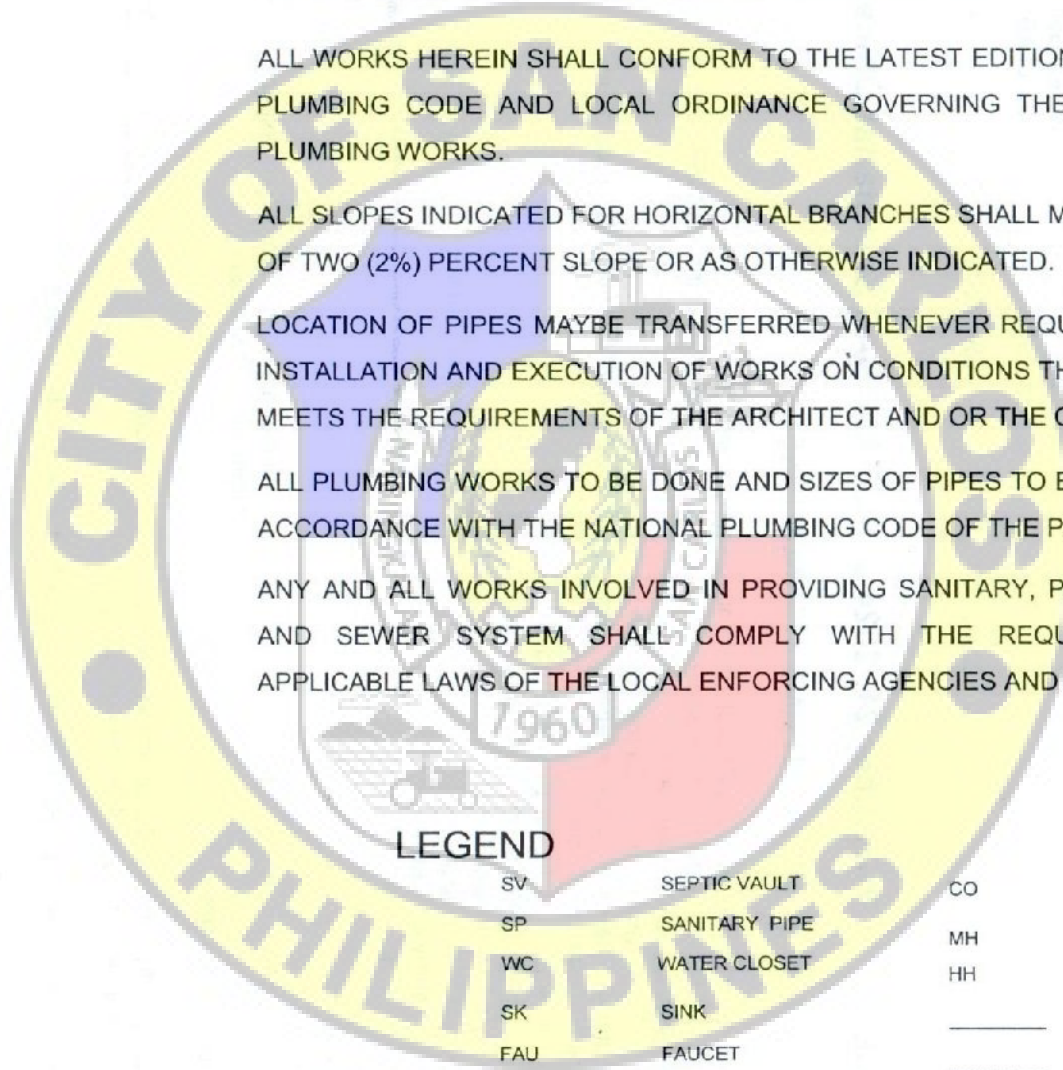 ALL WORKS HEREIN SHALL CONFORM TO THE LATEST EDITION
PLUMBING CODE AND LOCAL ORDINANCE GOVERNING THE
PLUMBING WORKS.
ALL SLOPES INDICATED FOR HORIZONTAL BRANCHES SHALL M
OF TWO (2%) PERCENT SLOPE OR AS OTHERWISE INDICATED.
LOCATION OF PIPES MAYBE TRANSFERRED WHENEVER REQU
INSTALLATION AND EXECUTION OF WORKS ON CONDITIONS TH
MEETS THE REQUIREMENTS OF THE ARCHITECT AND OR THE
ALL PLUMBING WORKS TO BE DONE AND SIZES OF PIPES TO
ACCORDANCE WITH THE NATIONAL PLUMBING CODE OF THE P
ANY AND ALL WORKS INVOLVED IN PROVIDING SANITARY, P
AND SEWER SYSTEM SHALL COMPLY WITH THE REQU
APPLICABLE LAWS OF THE LOCAL ENFORCING AGENCIES AND
LEGEND
SV SEPTIC VAULT CO
SP SANITARY PIPE MH
WC WATER CLOSET HH
SK SINK
FAU FAUCET
CITY OF SAN CARLOS
PHILIPPINES
SAN CARLOS
1960